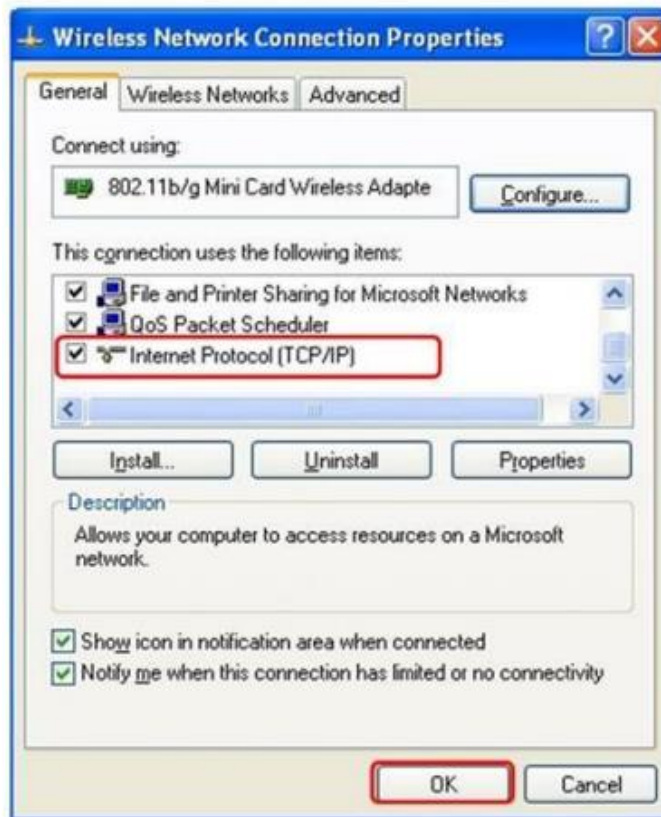 Wireless Network Connection Properties
General Wireless Networks Advanced
Connect using:
802.11b/g Mini Card Wireless Adapte Configure...
This connection uses the following items:
File and Printer Sharing for Microsoft Networks
QoS Packet Scheduler
Internet Protocol (TCP/IP)
Install... Uninstall Properties
Description
Allows your computer to access resources on a Microsoft
network.
Show icon in notification area when connected
Notify me when this connection has limited or no connectivity
OK Cancel